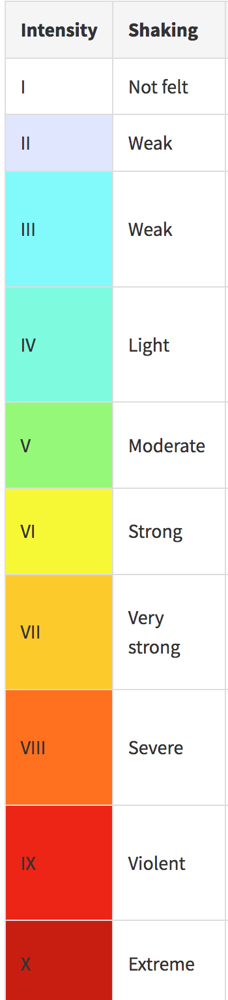 Intensity Shaking
I Not felt
II Weak
III Weak
IV Light
V Moderate
VI Strong
VII Very
strong
VIII Severe
IX Violent
X Extreme